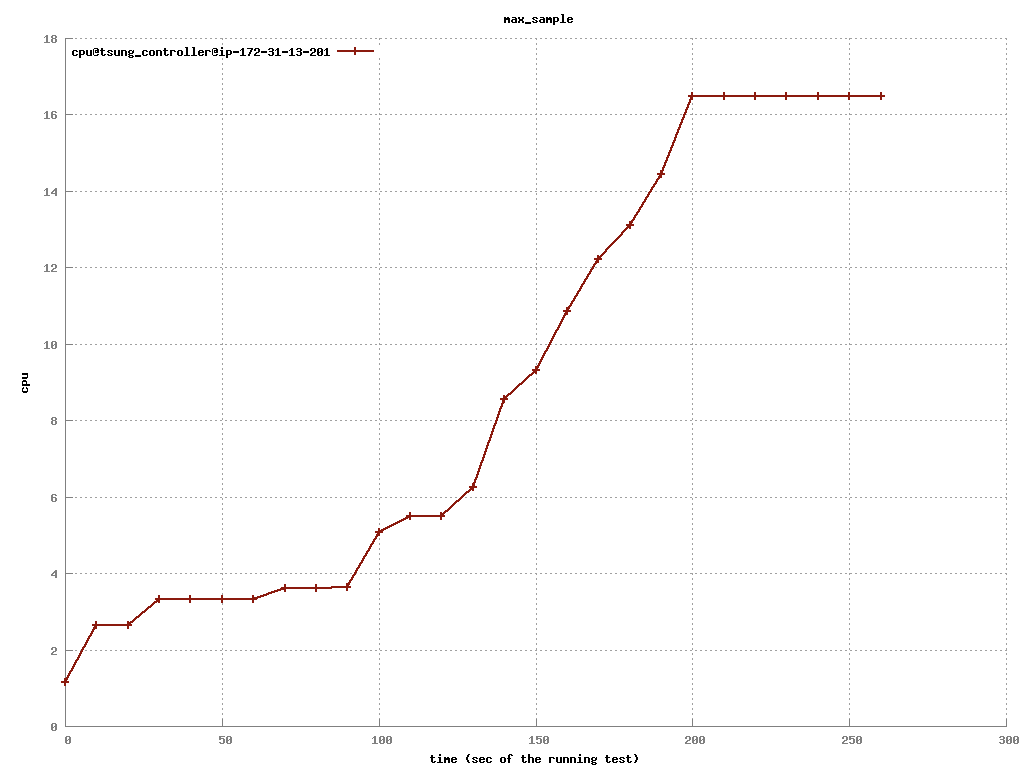 max_sample
18
cpu@tsung_controller@ip-172-31-13-201
16
14
12
10
cpu
8
6
4
2
0
0 50 100 150 200 250 300
time (sec of the running test)